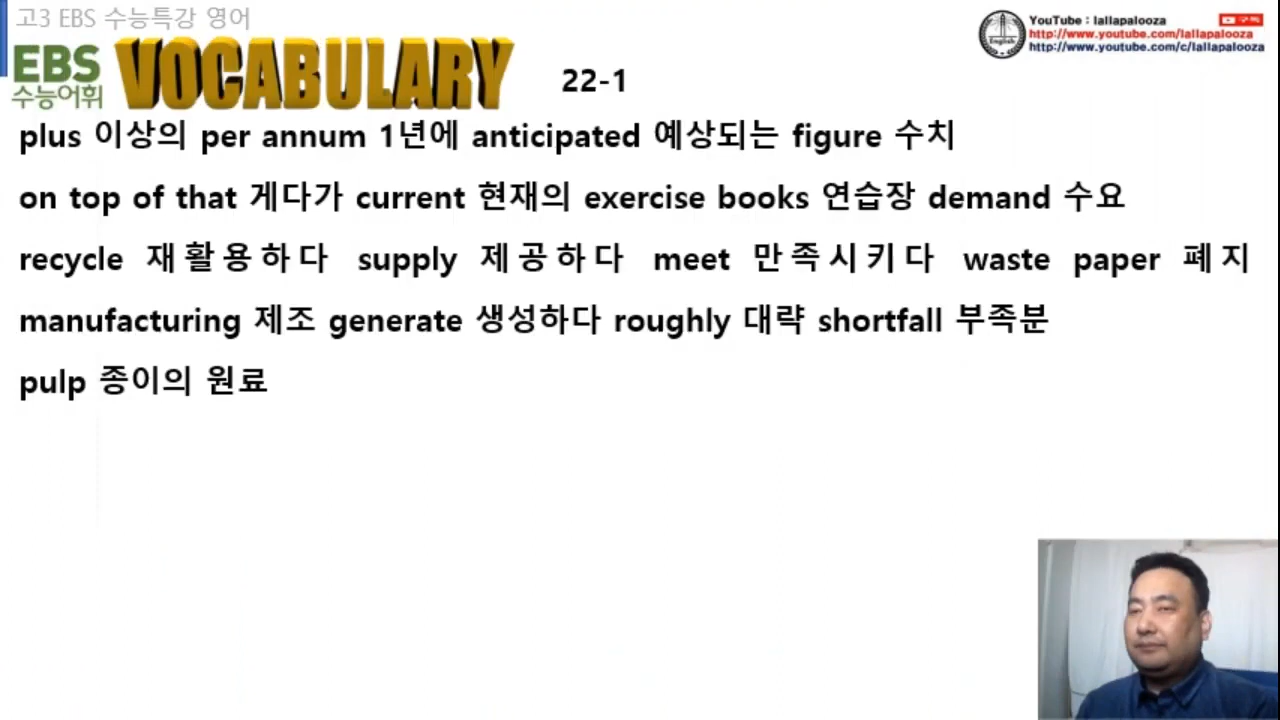 고3 EBS 수능특강 영어
YouTube : lallapalooza 구독
http://www.youtube.com/lallapalooza
http://www.youtube.com/c/lallapalooza
English
EBS VOCABULARY 22-1
수능어휘
plus 이상의 per annum 1년에 anticipated 예상되는 figure 수치
on top of that 게다가 current 현재의 exercise books 연습장 demand 수요
recycle 재활용하다 supply 제공하다 meet 만족시키다 waste paper 폐지
manufacturing 제조 generate 생성하다 roughly 대략 shortfall 부족분
pulp 종이의 원료